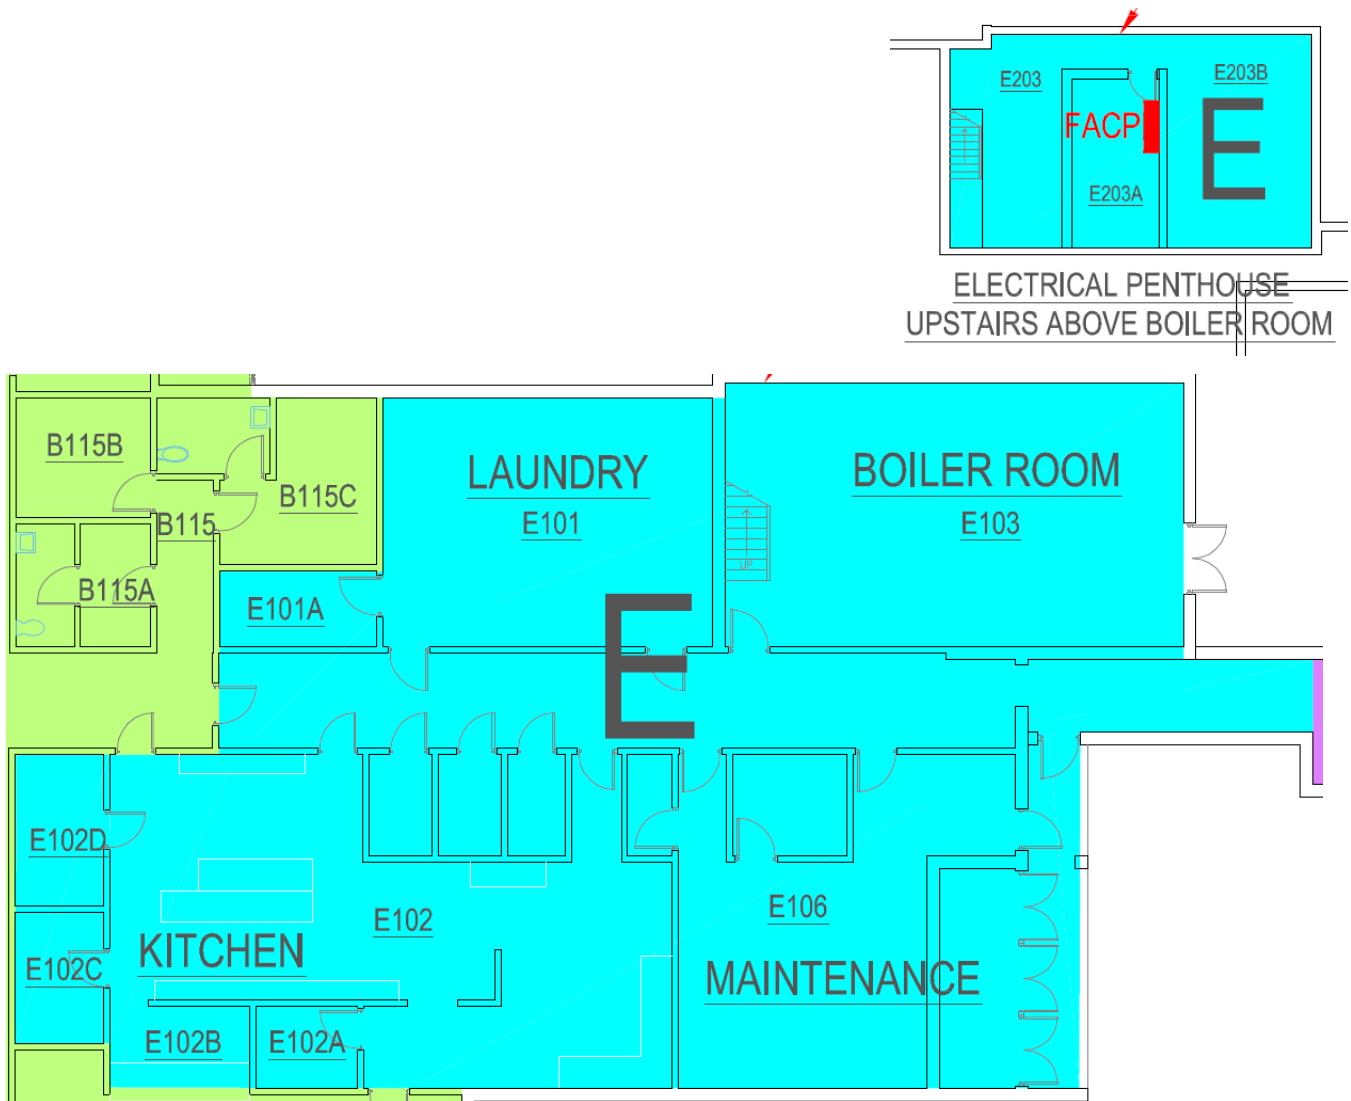 E203
E203B
FACP
E
E203A
ELECTRICAL PENTHOUSE
UPSTAIRS ABOVE BOILER ROOM
B115B
LAUNDRY
BOILER ROOM
B115C
B115
E101
E103
UP
B115A
E101A
E
E102D
E102
E106
KITCHEN
E102C
MAINTENANCE
E102B
E102A